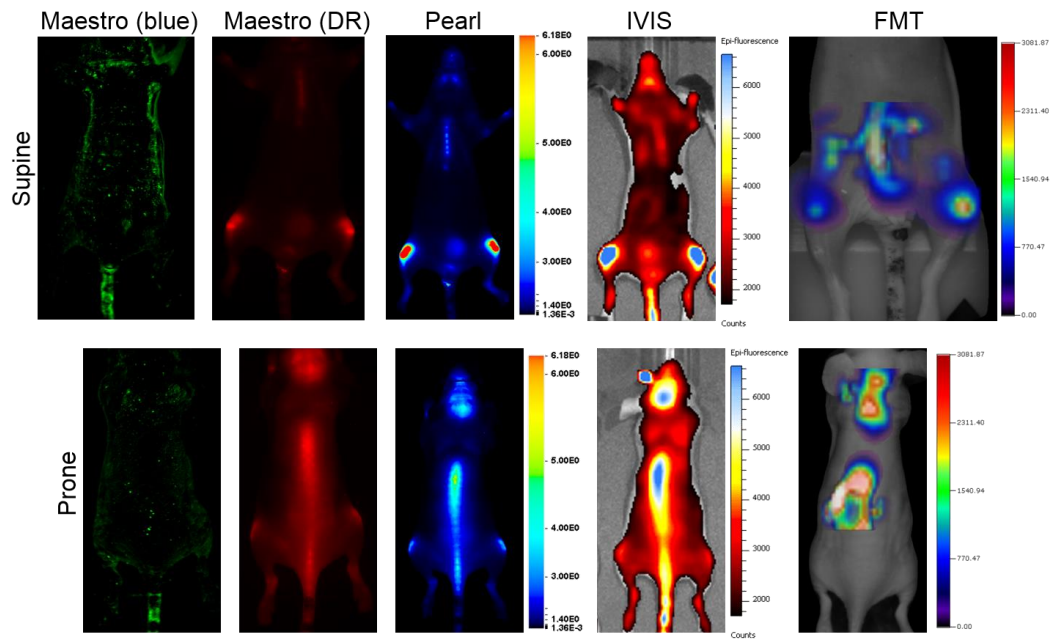 Maestro (blue) Maestro (DR) Pearl IVIS FMT
Supine
6.18E0
6.00E0
5.00E0
4.00E0
3.00E0
1.40E0
1.36E-3
Epi-fluorescence
6000
5000
4000
3000
2000
Counts
3081.87
2311.40
1540.94
770.47
0.00
Prone
6.18E0
6.00E0
5.00E0
4.00E0
3.00E0
1.40E0
1.36E-3
Epi-fluorescence
6000
5000
4000
3000
2000
Counts
3081.87
2311.40
1540.94
770.47
0.00